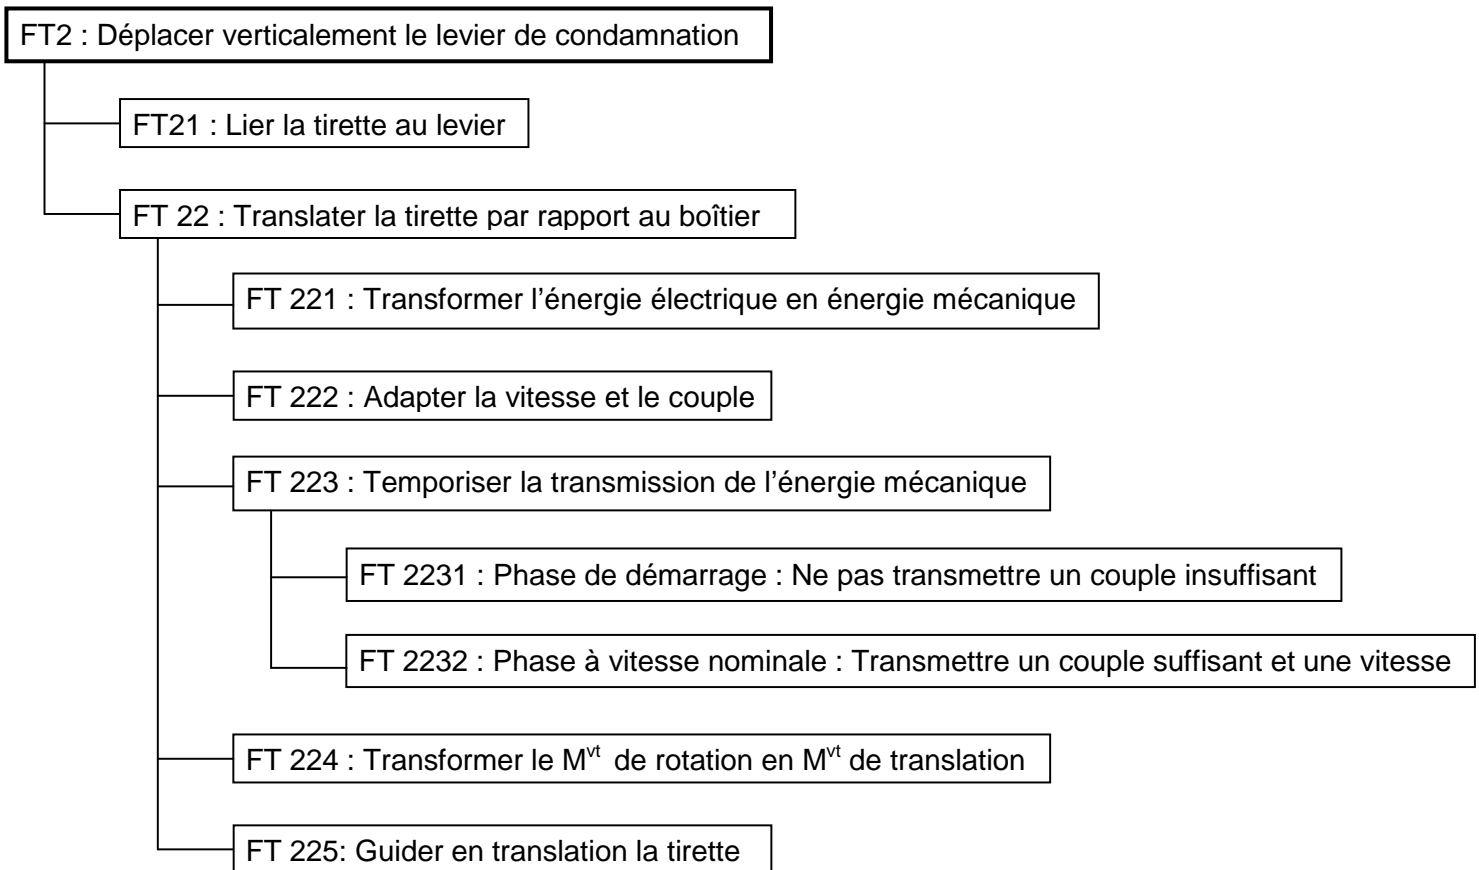 FT2 : Déplacer verticalement le levier de condamnation
FT21 : Lier la tirette au levier
FT 22 : Translater la tirette par rapport au boîtier
FT 221 : Transformer l’énergie électrique en énergie mécanique
FT 222 : Adapter la vitesse et le couple
FT 223 : Temporiser la transmission de l’énergie mécanique
FT 2231 : Phase de démarrage : Ne pas transmettre un couple insuffisant
FT 2232 : Phase à vitesse nominale : Transmettre un couple suffisant et une vitesse
FT 224 : Transformer le Mvt de rotation en Mvt de translation
FT 225: Guider en translation la tirette